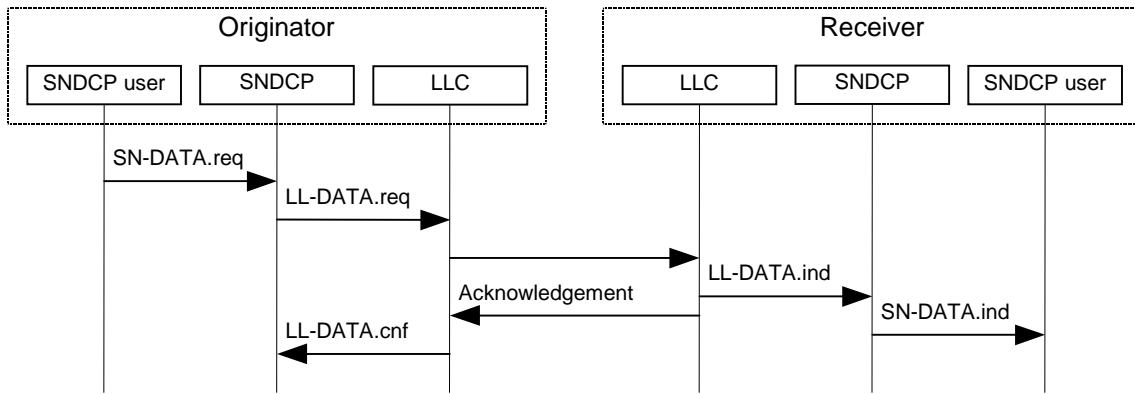 Originator
Receiver
SNDCP user
SNDCP
LLC
LLC
SNDCP
SNDCP user
SN-DATA.req
LL-DATA.req
LL-DATA.ind
Acknowledgement
SN-DATA.ind
LL-DATA.cnf